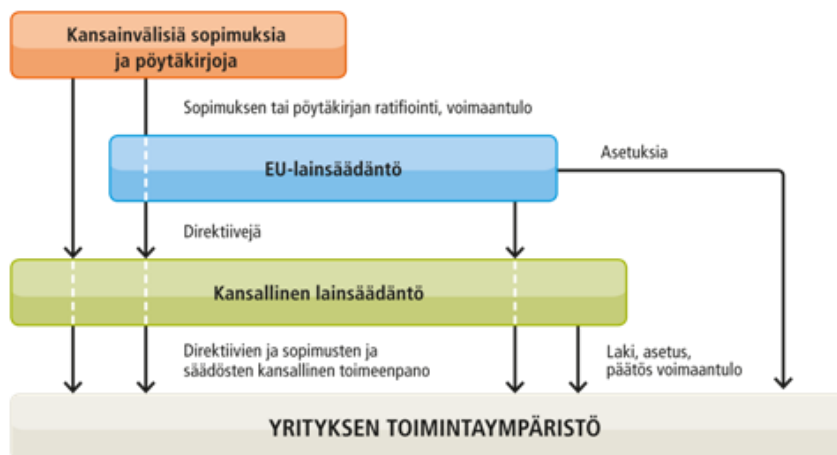 Kansainvälisiä sopimuksia
ja pöytäkirjoja
Sopimuksen tai pöytäkirjan ratifiointi, voimaantulo
EU-lainsäädäntö
Asetuksia
Direktiivejä
Kansallinen lainsäädäntö
Direktiivien ja sopimusten ja
säädösten kansallinen toimeenpano
Laki, asetus,
päätös voimaantulo
YRITYKSEN TOIMINTAYMPÄRISTÖ